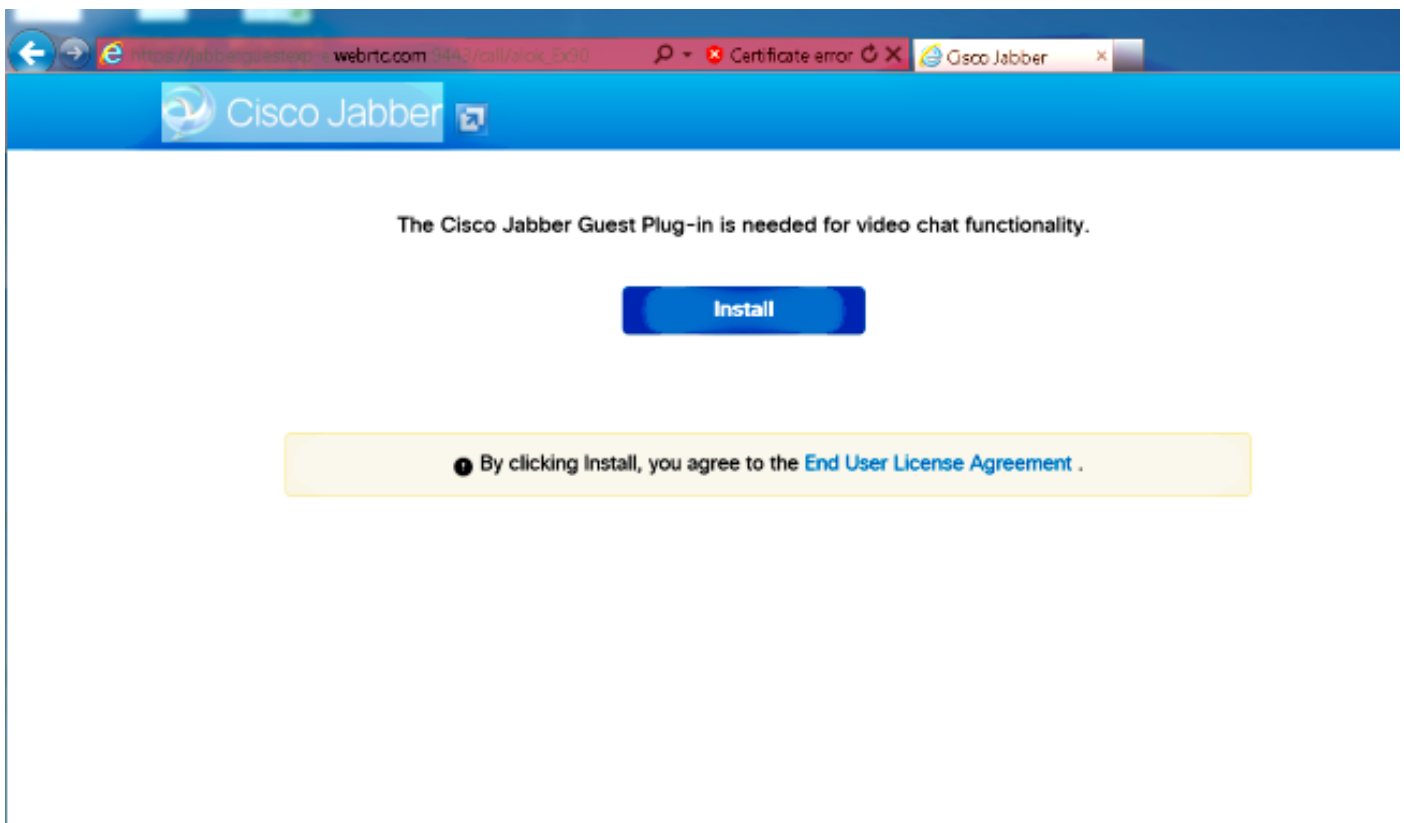 webrtc.com Certificate error Cisco Jabber
Cisco Jabber
The Cisco Jabber Guest Plug-in is needed for video chat functionality.
Install
By clicking Install, you agree to the End User License Agreement .